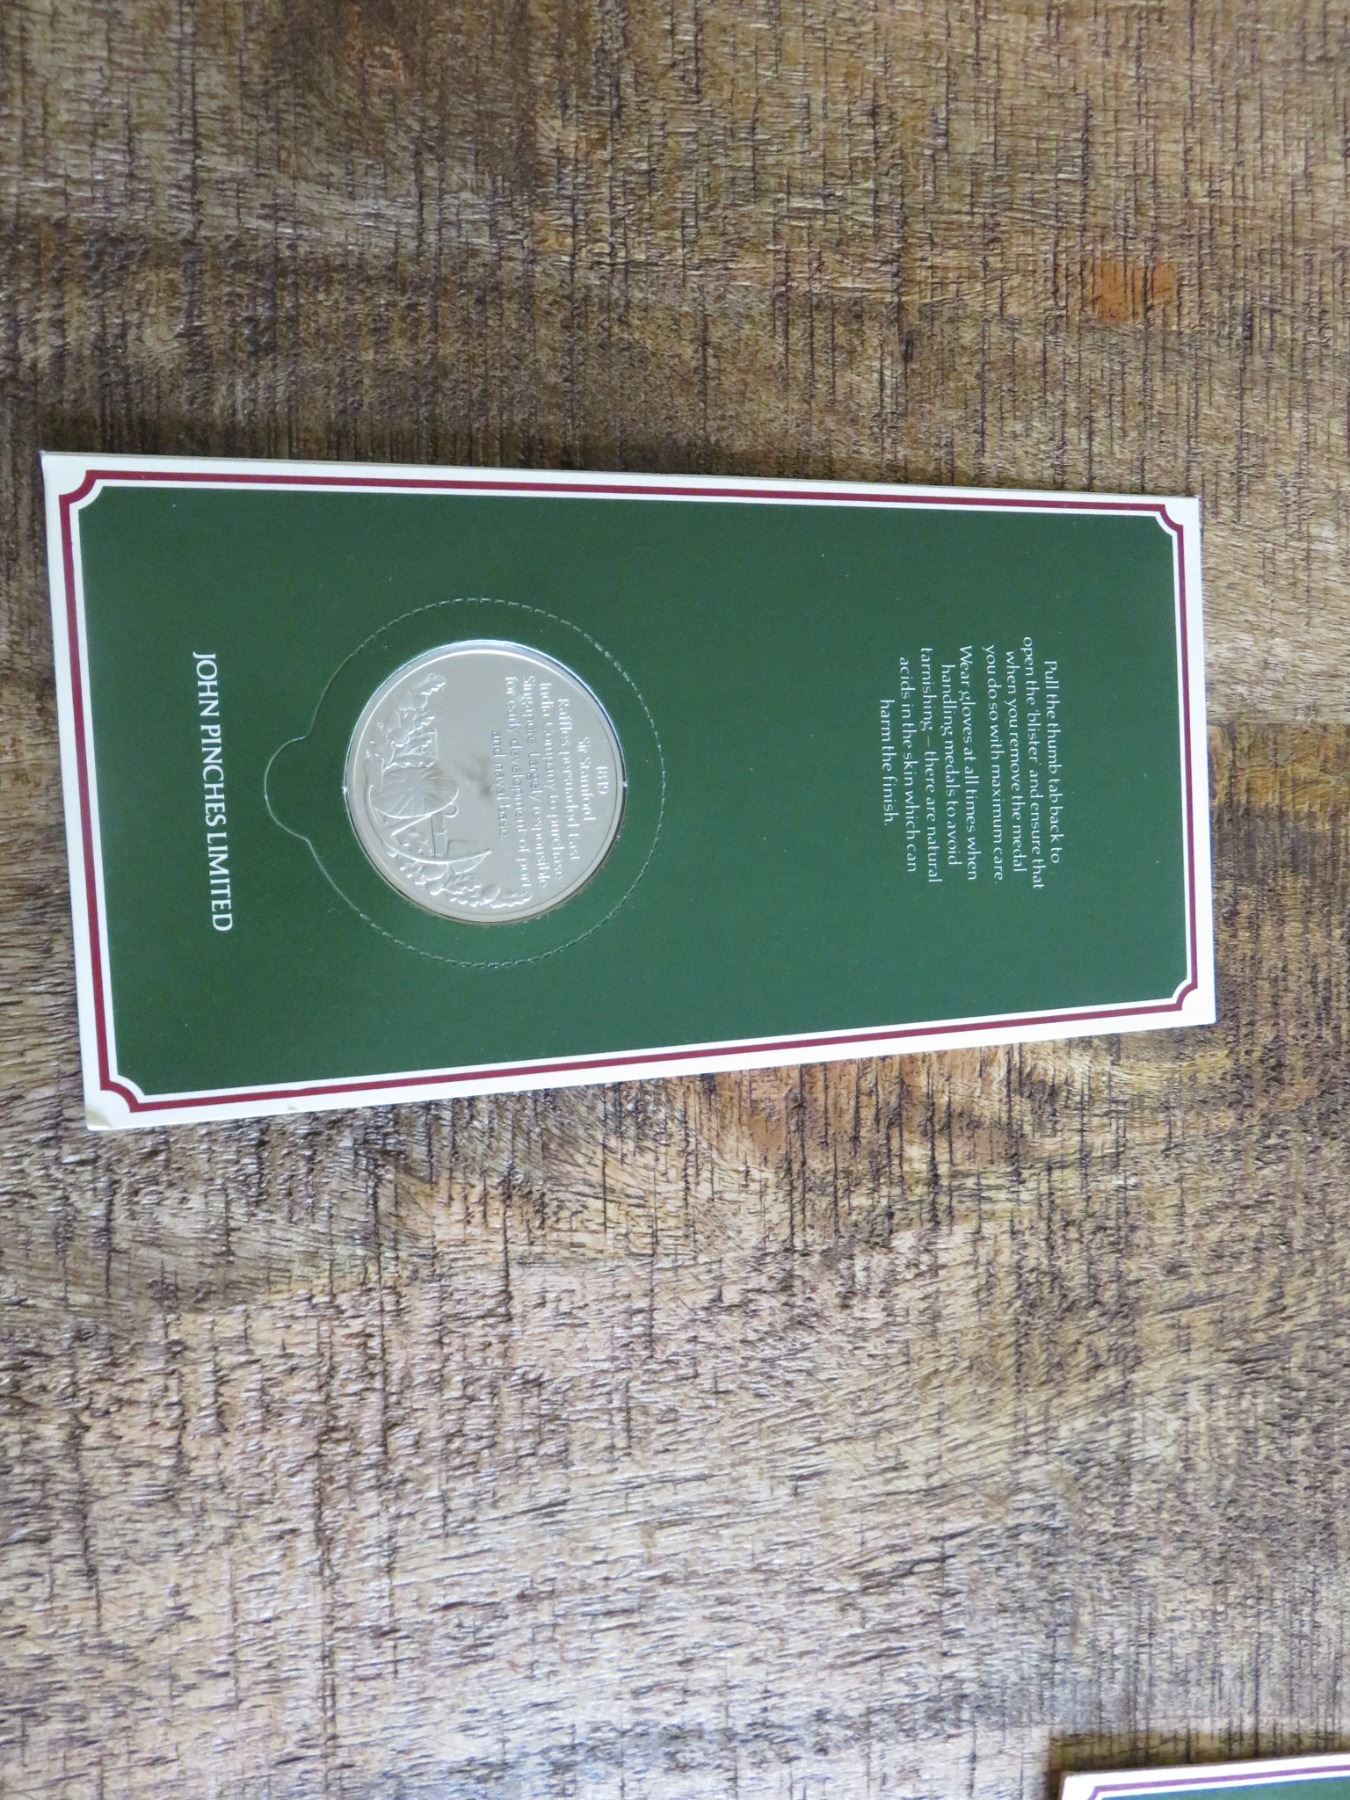 Pull the thumb tab back to
open the 'blister' and ensure that
when you remove the medal
you do so with maximum care.
Wear gloves at all times when
handling medals to avoid
tarnishing — there are natural
acids in the skin which can
harm the finish.
1819
Sir Stamford
Raffles persuaded East
India Company to purchase
Singapore. Largely responsible
for early development of port
and naval base.
JOHN PINCHES LIMITED